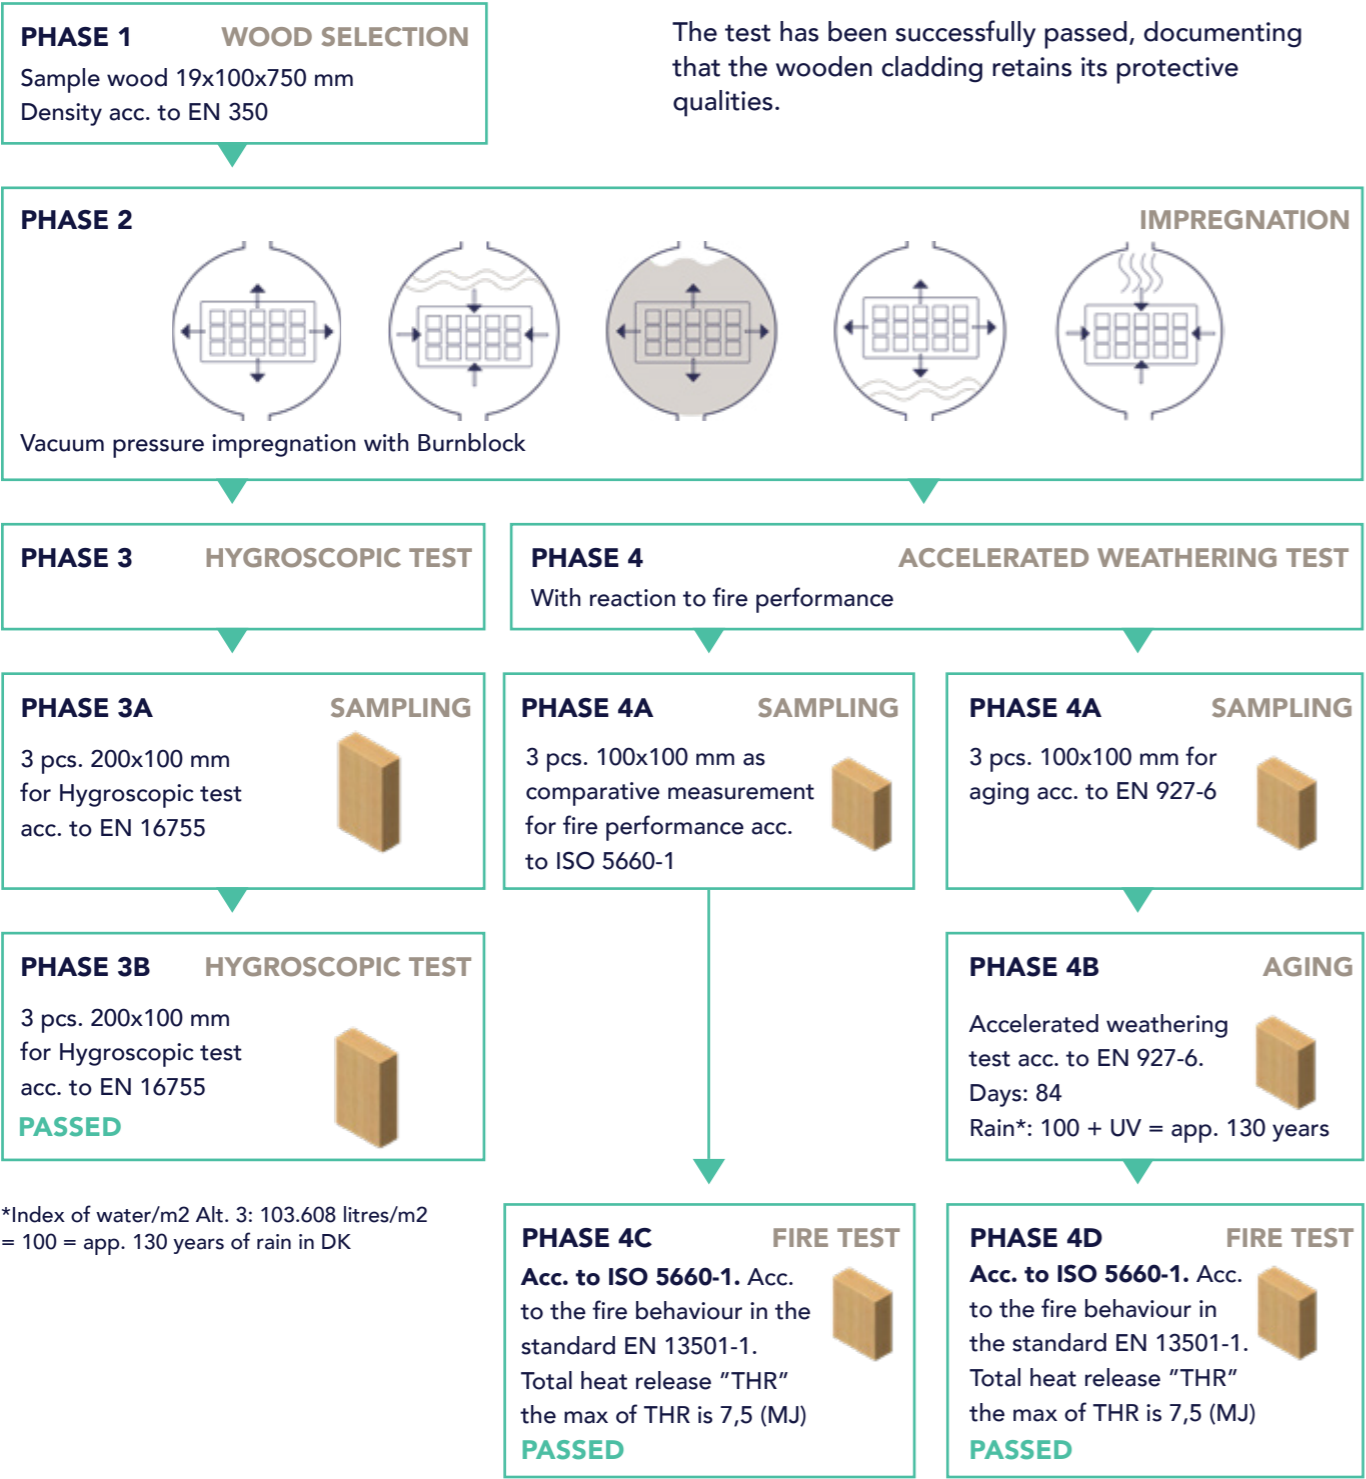 PHASE 1 WOOD SELECTION
Sample wood 19x100x750 mm
Density acc. to EN 350
The test has been successfully passed, documenting
that the wooden cladding retains its protective
qualities.
PHASE 2 IMPREGNATION
Vacuum pressure impregnation with Burnblock
PHASE 3 HYGROSCOPIC TEST
PHASE 4 ACCELERATED WEATHERING TEST
With reaction to fire performance
PHASE 3A SAMPLING
3 pcs. 200x100 mm
for Hygroscopic test
acc. to EN 16755
PHASE 4A SAMPLING
3 pcs. 100x100 mm as
comparative measurement
for fire performance acc.
to ISO 5660-1
PHASE 4A SAMPLING
3 pcs. 100x100 mm for
aging acc. to EN 927-6
PHASE 3B HYGROSCOPIC TEST
3 pcs. 200x100 mm
for Hygroscopic test
acc. to EN 16755
PASSED
PHASE 4B AGING
Accelerated weathering
test acc. to EN 927-6.
Days: 84
Rain*: 100 + UV = app. 130 years
*Index of water/m2 Alt. 3: 103.608 litres/m2
= 100 = app. 130 years of rain in DK
PHASE 4C FIRE TEST
Acc. to ISO 5660-1. Acc.
to the fire behaviour in the
standard EN 13501-1.
Total heat release "THR"
the max of THR is 7,5 (MJ)
PASSED
PHASE 4D FIRE TEST
Acc. to ISO 5660-1. Acc.
to the fire behaviour in
the standard EN 13501-1.
Total heat release "THR"
the max of THR is 7,5 (MJ)
PASSED